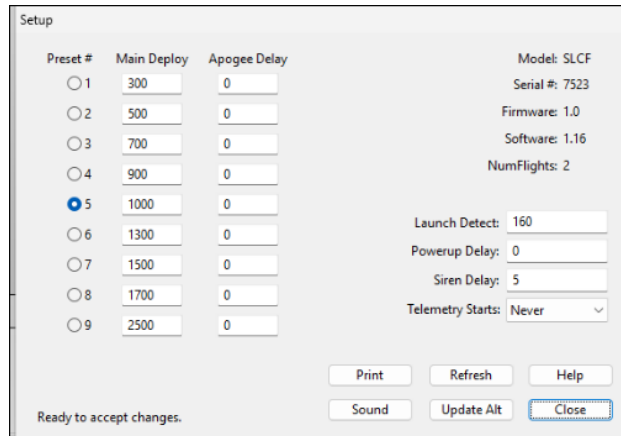 Setup
Preset # Main Deploy Apogee Delay
1 300 0
2 500 0
3 700 0
4 900 0
5 1000 0
6 1300 0
7 1500 0
8 1700 0
9 2500 0
Model: SLCF
Serial #: 7523
Firmware: 1.0
Software: 1.16
NumFlights: 2
Launch Detect: 160
Powerup Delay: 0
Siren Delay: 5
Telemetry Starts: Never
Print Refresh Help
Sound Update Alt Close
Ready to accept changes.